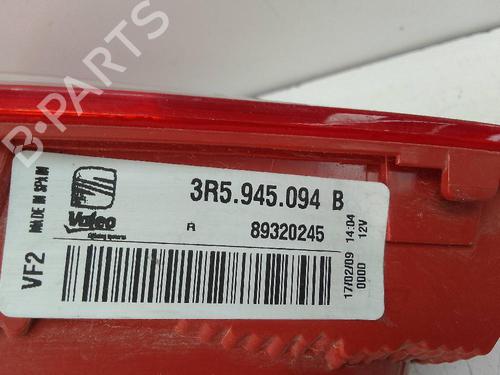 B-PARTS
MADE IN SPAIN
VF2
Valeo
3R5.945.094 B
A 89320245
17/02/09 14:04
0000 12V